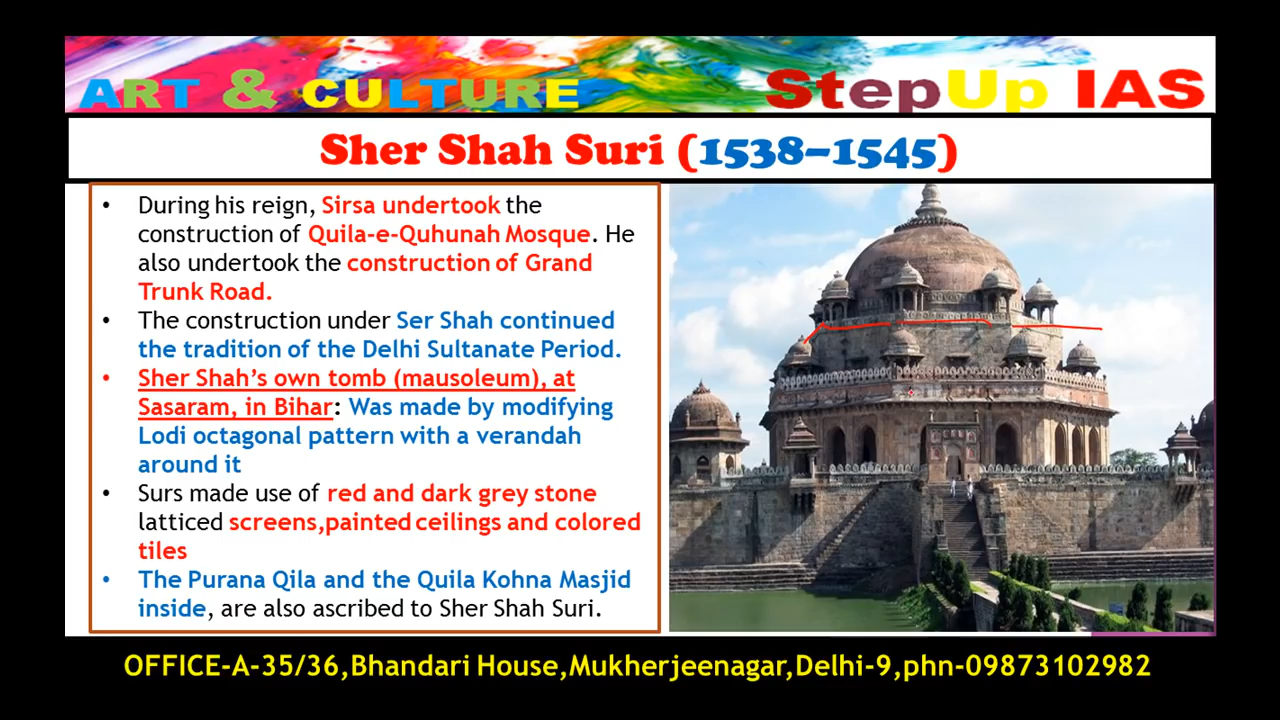 ART & CULTURE
StepUp IAS
Sher Shah Suri (1538–1545)
• During his reign, Sirsa undertook the
construction of Quila-e-Quhunah Mosque. He
also undertook the construction of Grand
Trunk Road.
• The construction under Ser Shah continued
the tradition of the Delhi Sultanate Period.
• Sher Shah's own tomb (mausoleum), at
Sasaram, in Bihar: Was made by modifying
Lodi octagonal pattern with a verandah
around it
• Surs made use of red and dark grey stone
latticed screens,painted ceilings and colored
tiles
• The Purana Qila and the Quila Kohna Masjid
inside, are also ascribed to Sher Shah Suri.
OFFICE-A-35/36,Bhandari House,Mukherjeenagar,Delhi-9,phn-09873102982